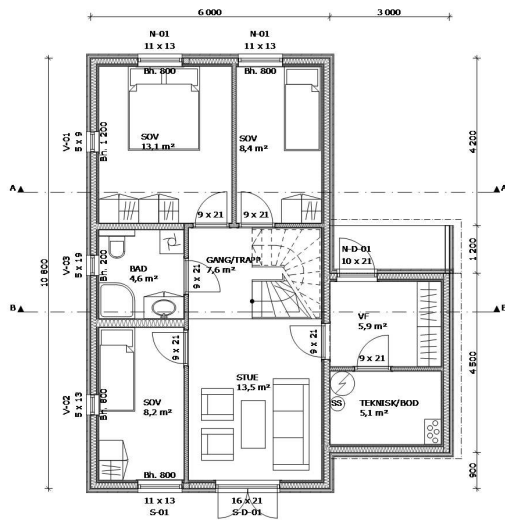 6 000
3 000
N-01
11 x 13
N-01
11 x 13
Bh. 800
Bh. 800
10 800
V-01
5 x 9
Bh. 1 200
SOV
13,1 m²
SOV
8,4 m²
4 200
A
A
9 x 21
9 x 21
1 200
V-03
5 x 19
Bh. 200
BAD
4,6 m²
9 x 21
GANG/TRAPP
7,6 m²
N-D-01
10 x 21
B
B
9 x 21
9 x 21
VF
5,9 m²
9 x 21
4 500
V-02
5 x 13
Bh. 800
SOV
8,2 m²
STUE
13,5 m²
SS
TEKNISK/BOD
5,1 m²
Bh. 800
900
11 x 13
S-01
16 x 21
S-D-01